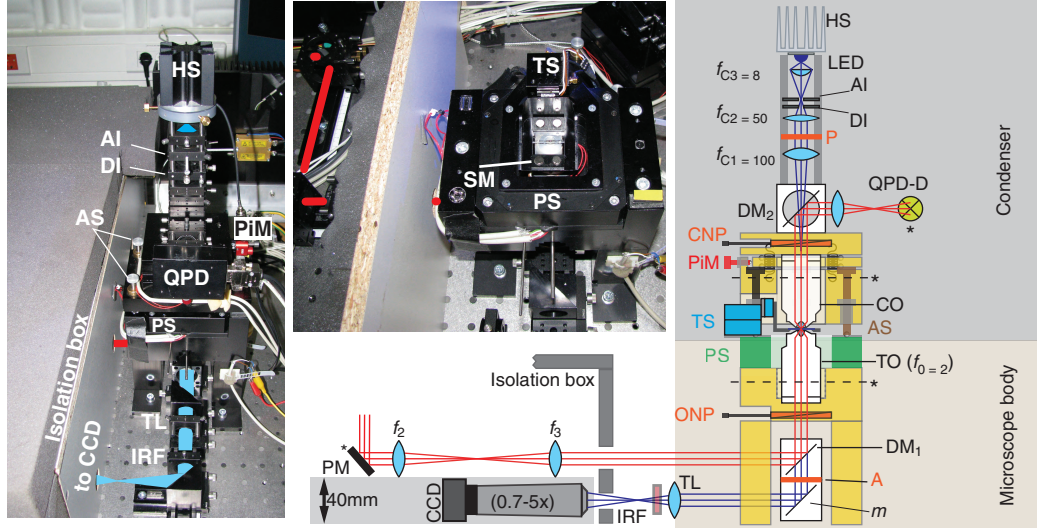 HS
AI
DI
AS
PiM
QPD
PS
Isolation box
to CCD
TL
IRF
TS
SM
PS
HS
LED
AI
DI
fC3 = 8
fC2 = 50
P
fC1 = 100
QPD-D
DM2
*
CNP
PiM
*
CO
TS
AS
PS
TO (f0 = 2)
*
ONP
DM1
A
m
Condenser
Microscope body
Isolation box
f2
f3
*
PM
40mm
CCD
(0.7-5x)
IRF
TL